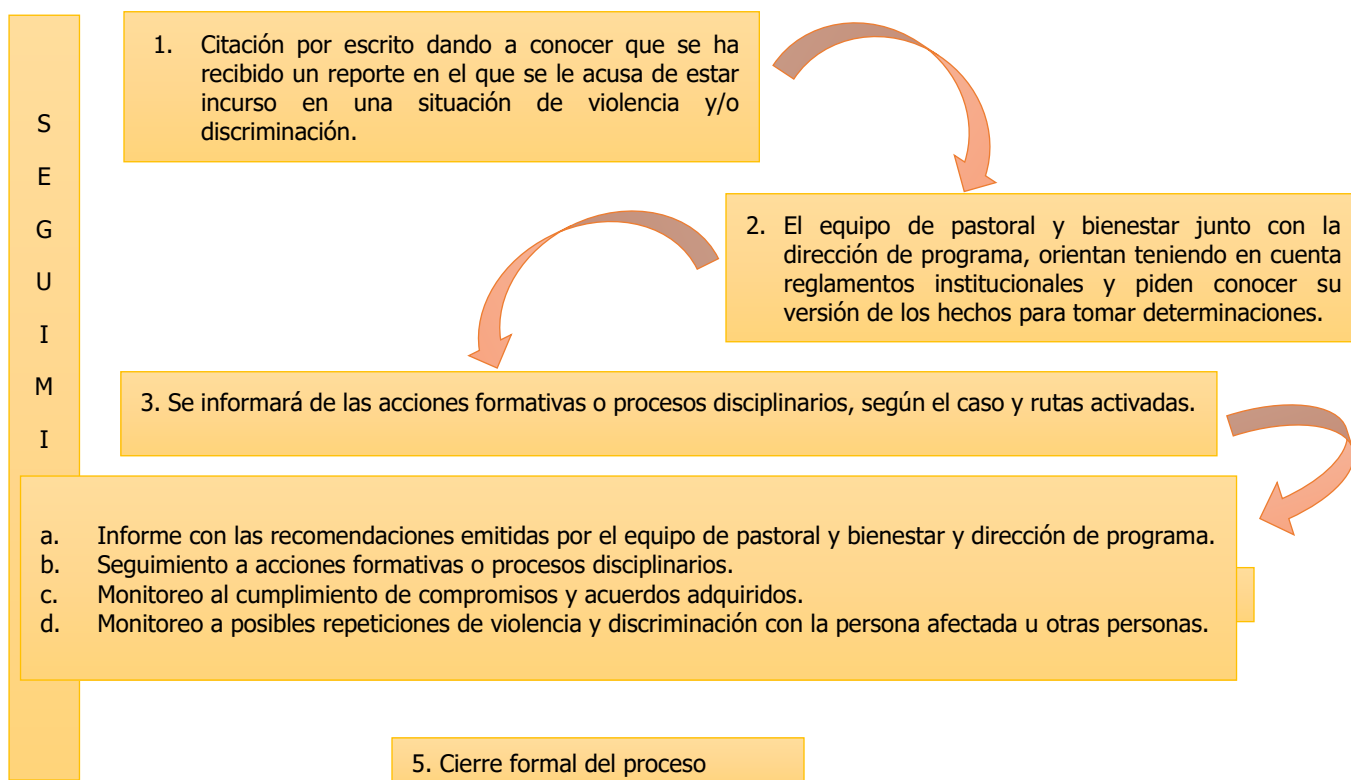 S
E
G
U
I
M
I
1. Citación por escrito dando a conocer que se ha
recibido un reporte en el que se le acusa de estar
incurso en una situación de violencia y/o
discriminación.
2. El equipo de pastoral y bienestar junto con la
dirección de programa, orientan teniendo en cuenta
reglamentos institucionales y piden conocer su
versión de los hechos para tomar determinaciones.
3. Se informará de las acciones formativas o procesos disciplinarios, según el caso y rutas activadas.
a. Informe con las recomendaciones emitidas por el equipo de pastoral y bienestar y dirección de programa.
b. Seguimiento a acciones formativas o procesos disciplinarios.
c. Monitoreo al cumplimiento de compromisos y acuerdos adquiridos.
d. Monitoreo a posibles repeticiones de violencia y discriminación con la persona afectada u otras personas.
5. Cierre formal del proceso